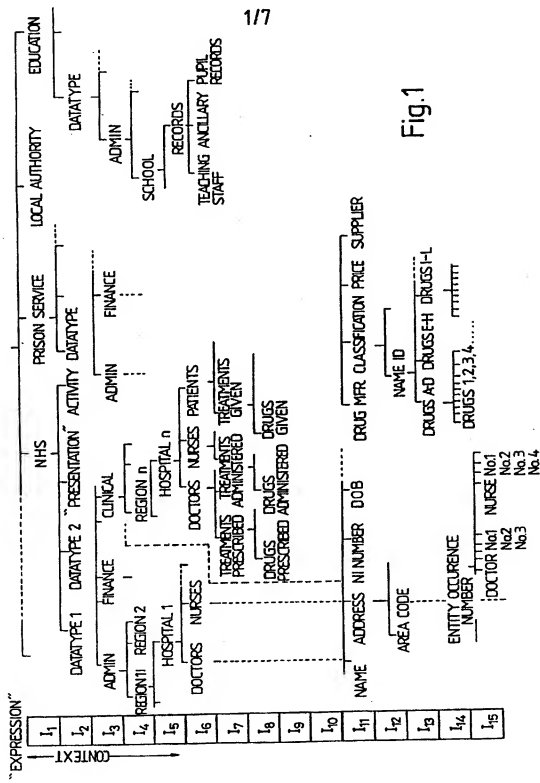 1/7
"EXPRESSION"
CONTEXT
I1
I2
I3
I4
I5
I6
I7
I8
I9
I10
I11
I12
I13
I14
I15
NHS PRISON SERVICE LOCAL AUTHORITY EDUCATION
DATATYPE 1 DATATYPE 2 "PRESENTATION" ACTIVITY DATATYPE DATATYPE
ADMIN FINANCE CLINICAL ADMIN FINANCE ADMIN
REGION 1 REGION 2 REGION n SCHOOL
HOSPITAL 1 HOSPITAL n RECORDS
DOCTORS NURSES DOCTORS NURSES PATIENTS TEACHING STAFF ANCILLARY PUPIL RECORDS
TREATMENTS PRESCRIBED TREATMENTS ADMINISTERED TREATMENTS GIVEN
DRUGS PRESCRIBED DRUGS ADMINISTERED DRUGS GIVEN
NAME ADDRESS NI NUMBER DOB DRUG MFR CLASSIFICATION PRICE SUPPLIER
AREA CODE NAME ID
DRUGS A-D DRUGS E-H DRUGS I-L
ENTITY OCCURENCE NUMBER DRUGS 1,2,3,4......
DOCTOR No.1 NURSE No.1
No.2 No.2
No.3 No.3
No.4
Fig.1